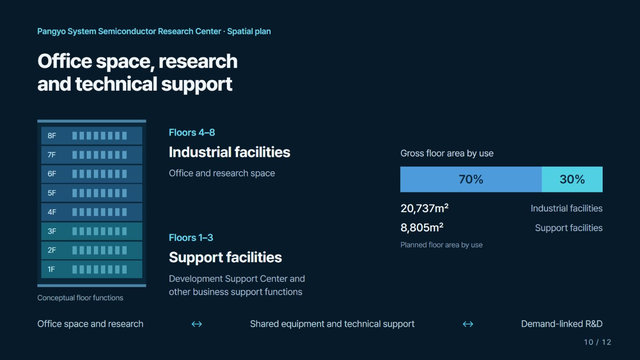 Pangyo System Semiconductor Research Center · Spatial plan
Office space, research
and technical support
8F
7F
6F
5F
4F
3F
2F
1F
Conceptual floor functions
Floors 4–8
Industrial facilities
Office and research space
Floors 1–3
Support facilities
Development Support Center and
other business support functions
Gross floor area by use
70% 30%
20,737m² Industrial facilities
8,805m² Support facilities
Planned floor area by use
Office space and research ↔ Shared equipment and technical support ↔ Demand-linked R&D
10 / 12